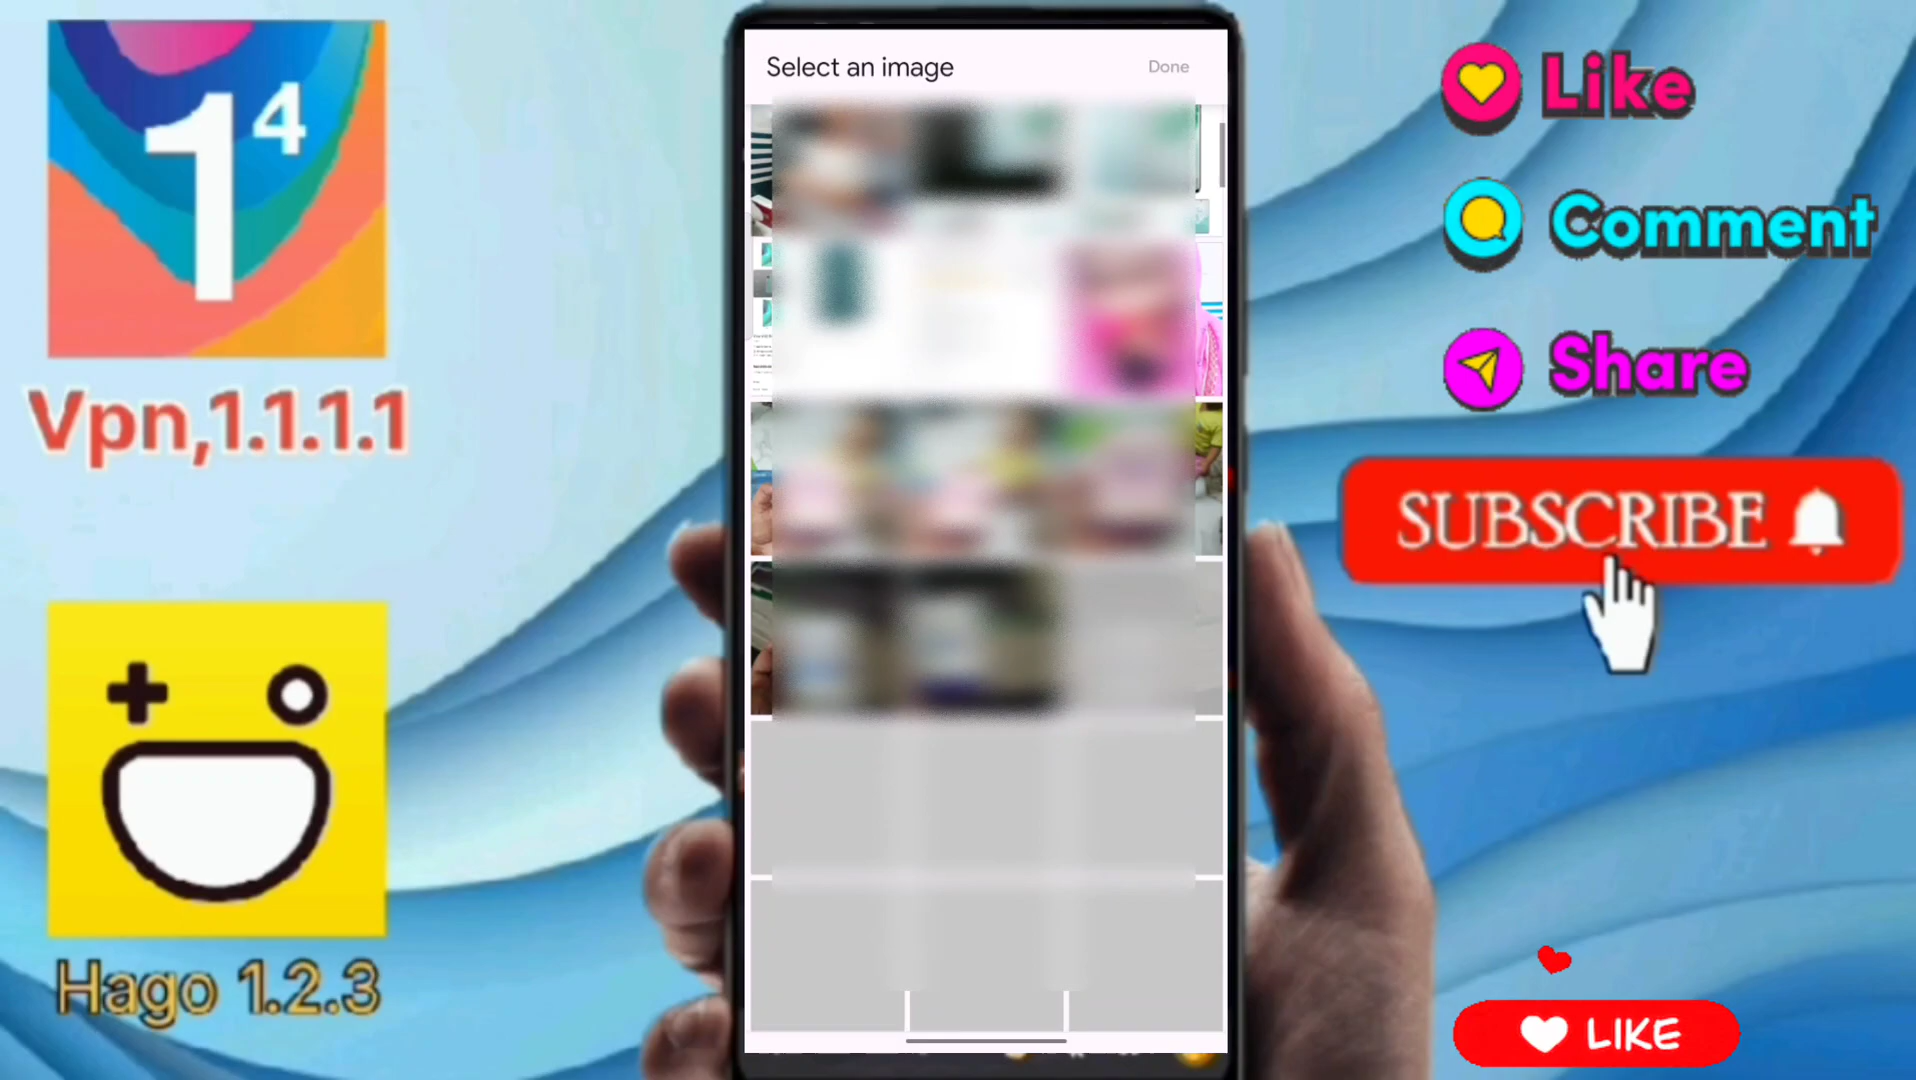 1⁴
Vpn,1.1.1.1
Hago 1.2.3
Select an image
Done
Like
Comment
Share
SUBSCRIBE
LIKE